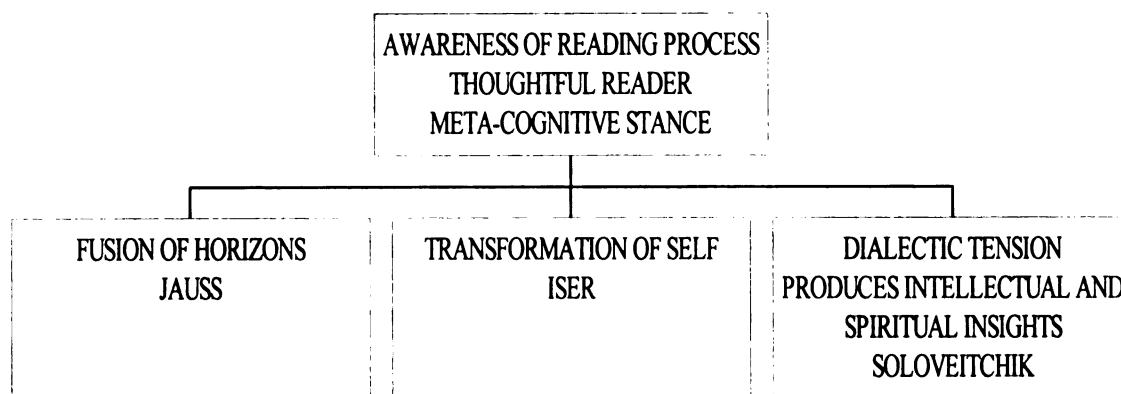 AWARENESS OF READING PROCESS
THOUGHTFUL READER
META-COGNITIVE STANCE
FUSION OF HORIZONS
JAUSS
TRANSFORMATION OF SELF
ISER
DIALECTIC TENSION
PRODUCES INTELLECTUAL AND
SPIRITUAL INSIGHTS
SOLOVEITCHIK